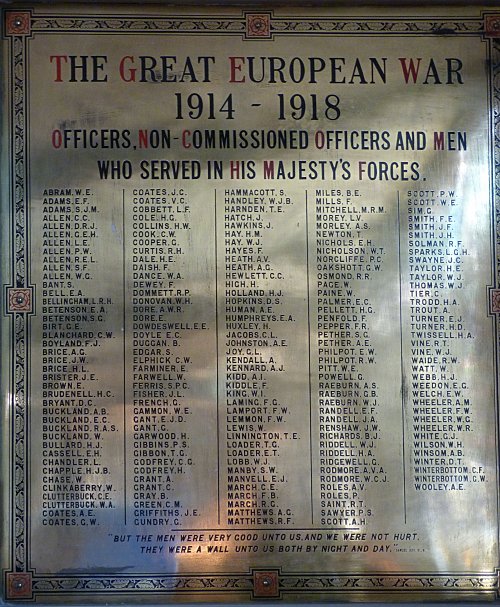 THE GREAT EUROPEAN WAR
1914 - 1918
OFFICERS, NON-COMMISSIONED OFFICERS AND MEN
WHO SERVED IN HIS MAJESTY'S FORCES.
ABRAM, W.E.
ADAMS, E.F.
ADAMS, S.J.M.
ALLEN, D.C.
ALLEN, D.R.J.
ALLEN, G.E.H.
ALLEN, L.E.
ALLEN, P.W.
ALLEN, R.E.L.
ALLEN, S.F.
ALLEN, W.G.
BANT, S.
BELL, E.A.
BELLINGHAM, L.R.H.
BETENSON, E.A.
BETENSON, S.G.
BIRT, G.E.
BLANCHARD, C.W.
BOYLAND, F.J.
BRICE, A.G.
BRICE, J.W.
BRICE, H.L.
BRISTER, J.E.
BROWN, E.
BRUDENELL, H.C.
BRYANT, D.C.
BUCKLAND, A.B.
BUCKLAND, E.C.
BUCKLAND, R.A.S.
BUCKLAND, W.
BULLARD, H.J.
CASSELL, E.H.
CHANDLER, L.
CHAPPLE, H.J.B.
CHASE, W.
CLINKABERRY, W.
CLUTTERBUCK, C.E.
CLUTTERBUCK, W.A.
COATES, A.E.
COATES, G.W.
COATES, J.C.
COATES, V.C.
COBBETT, L.F.
COLE, H.G.
COLLINS, H.W.
COOK, C.W.
COOPER, G.
CURTIS, R.H.
DALE, H.E.
DAISH, F.
DANCE, W.A.
DEWEY, F.
DOMMETT, R.P.
DONOVAN, W.H.
DORE, A.W.R.
DORE, E.
DOWDESWELL, E.E.
DOYLE, E.C.
DUGGAN, B.
EDGAR, S.
ELPHICK, C.W.
FARMINER, E.
FARWELL, W.
FERRIS, S.P.C.
FISHER, J.L.
FRENCH, G.
GAMMON, W.E.
GANT, E.J.D.
GANT, G.
GARWOOD, H.
GIBBINS, P.S.
GIBBON, T.G.
GODFREY, C.G.
GODFREY, H.
GRANT, A.
GRANT, C.
GRAY, B.
GREEN, C.M.
GRIFFITHS, J.E.
GUNDRY, G.
HAMMACOTT, S.
HANDLEY, W.J.B.
HARNDEN, T.E.
HATCH, J.
HAWKINS, J.
HAY, H.M.
HAY, W.J.
HAYES, F.
HEATH, A.V.
HEATH, A.G.
HEWLETT, C.C.
HIGH, H.
HOLLAND, H.J.
HOPKINS, D.S.
HUMAN, A.E.
HUMPHREYS, E.A.
HUXLEY, H.
JACOBS, C.L.
JOHNSTON, A.E.
JOY, G.L.
KENDALL, A.
KENNARD, A.J.
KIDD, A.J.
KIDDLE, F.
KING, W.I.
LAMING, F.G.
LAMPORT, F.W.
LEMMON, F.W.
LEWIS, W.
LINNINGTON, T.E.
LOADER, T.G.
LOADER, E.T.
LOBB, W.J.
MANBY, S.W.
MANVELL, E.J.
MARCH, C.E.
MARCH, F.B.
MARCH, R.G.
MATTHEWS, A.G.
MATTHEWS, R.F.
MILES, B.E.
MILLS, F.
MITCHELL, M.R.M.
MOREY, L.V.
MORLEY, A.S.
NEWTON, T.
NICHOLS, E.H.
NICHOLSON, W.T.
NORCLIFFE, P.C.
OAKSHOTT, G.W.
OSMOND, R.R.
PAGE, W.
PAINE, W.
PALMER, E.C.
PELLETT, H.G.
PENFOLD, E.
PEPPER, F.R.
PETHER, S.G.
PETHER, A.E.
PHILPOT, E.W.
PHILPOT, R.W.
PITT, W.E.
POWELL, G.
RAEBURN, A.S.
RAEBURN, G.B.
RAEBURN, W.J.
RANDELL, E.F.
RANDELL, J.A.
RENSHAW, J.W.
RICHARDS, B.J.
RIDDELL, W.J.
RIDDELL, H.A.
RIDGEWELL, G.
RODMORE, A.V.A.
RODMORE, W.C.J.
ROLES, A.V.
ROLES, P.
SAINT, R.T.
SAWYER, P.S.
SCOTT, A.H.
SCOTT, P.W.
SCOTT, W.E.
SIM, G.
SMITH, F.E.
SMITH, J.F.
SMITH, J.H.
SOLMAN, R.F.
SPARKS, L.G.H.
SWAYNE, J.C.
TAYLOR, H.E.
TAYLOR, W.J.
THOMAS, W.J.
TIER, C.
TRODD, H.A.
TROUT, A.
TURNER, E.J.
TURNER, H.D.
TWISSELL, H.A.
VINE, R.T.
VINE, W.J.
WAIDE, R.W.
WATT, W.
WEBB, H.J.
WEEDON, E.G.
WELCH, E.W.
WHEELER, A.M.
WHEELER, F.W.
WHEELER, W.G.
WHEELER, W.R.
WHITE, G.J.
WILSON, W.H.
WINSOM, A.B.
WINTER, D.T.
WINTERBOTTOM, C.F.
WINTERBOTTOM, G.W.
WOOLEY, A.E.
"BUT THE MEN WERE VERY GOOD UNTO US, AND WE WERE NOT HURT.
THEY WERE A WALL UNTO US BOTH BY NIGHT AND DAY."